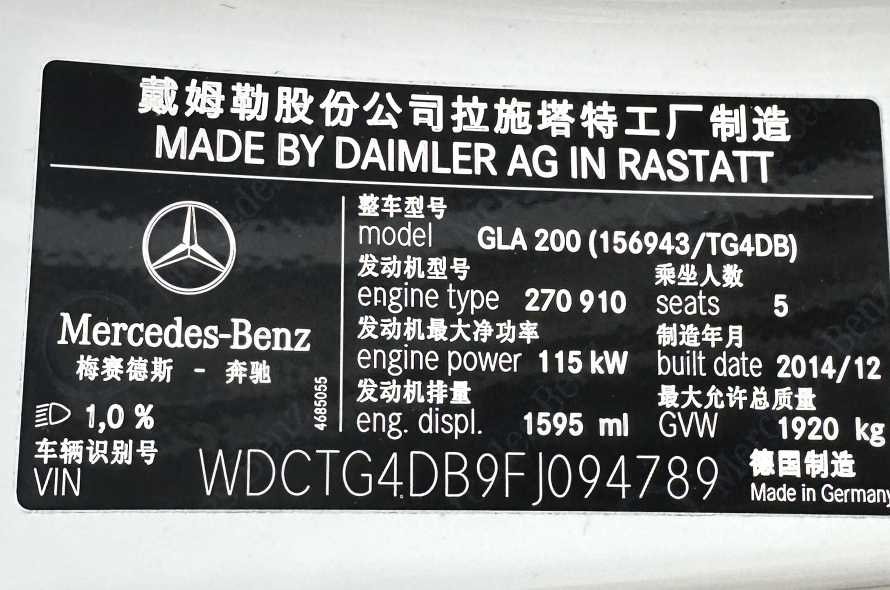 戴姆勒股份公司拉施塔特工厂制造
MADE BY DAIMLER AG IN RASTATT
Mercedes-Benz
梅赛德斯 - 奔驰
1,0 %
4685055
整车型号
model GLA 200 (156943/TG4DB)
发动机型号 乘坐人数
engine type 270 910 seats 5
发动机最大净功率 制造年月
engine power 115 kW built date 2014/12
发动机排量 最大允许总质量
eng. displ. 1595 ml GVW 1920 kg
车辆识别号
VIN WDCTG4DB9FJ094789
德国制造
Made in Germany